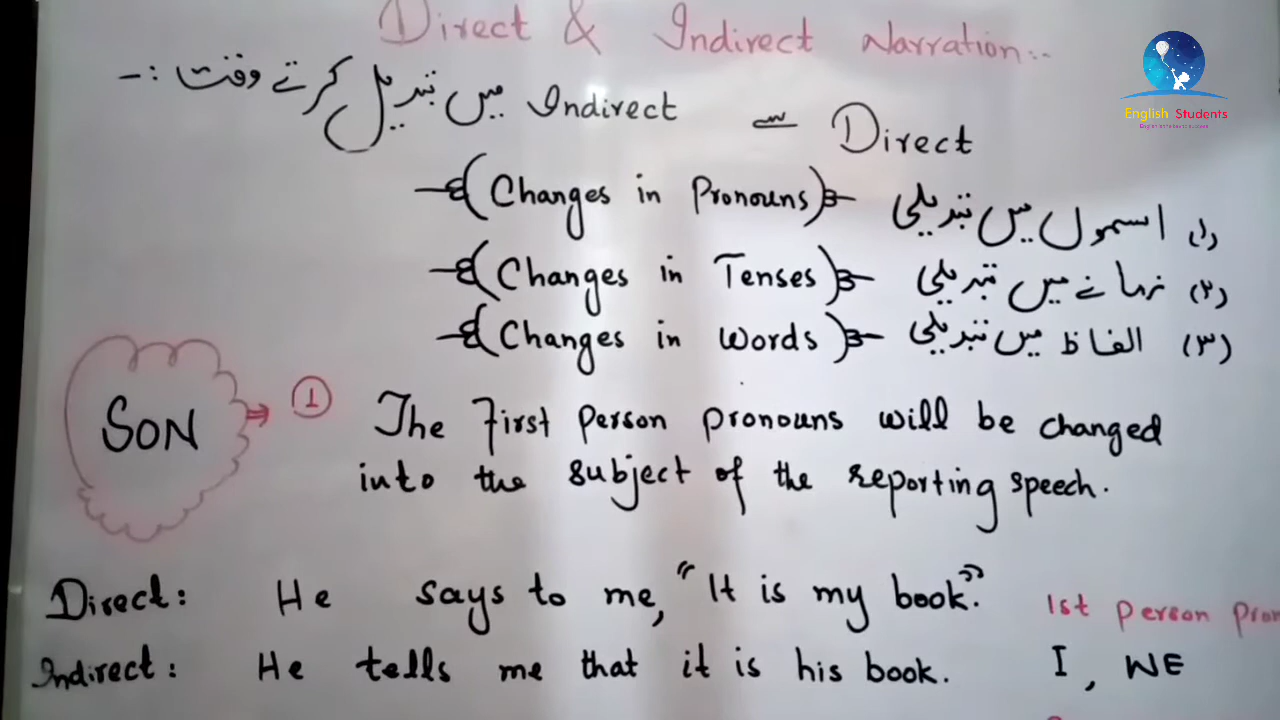 Direct & Indirect Narration:-
Direct سے Indirect میں تبدیل کرتے وقت :-
(۱) اسموں میں تبدیلی (Changes in Pronouns)
(۲) زمانے میں تبدیلی (Changes in Tenses)
(۳) الفاظ میں تبدیلی (Changes in Words)
SON
① The First person pronouns will be changed
into the subject of the reporting speech.
Direct: He says to me, "It is my book."
Indirect: He tells me that it is his book.
1st person pron
I, WE
English Students